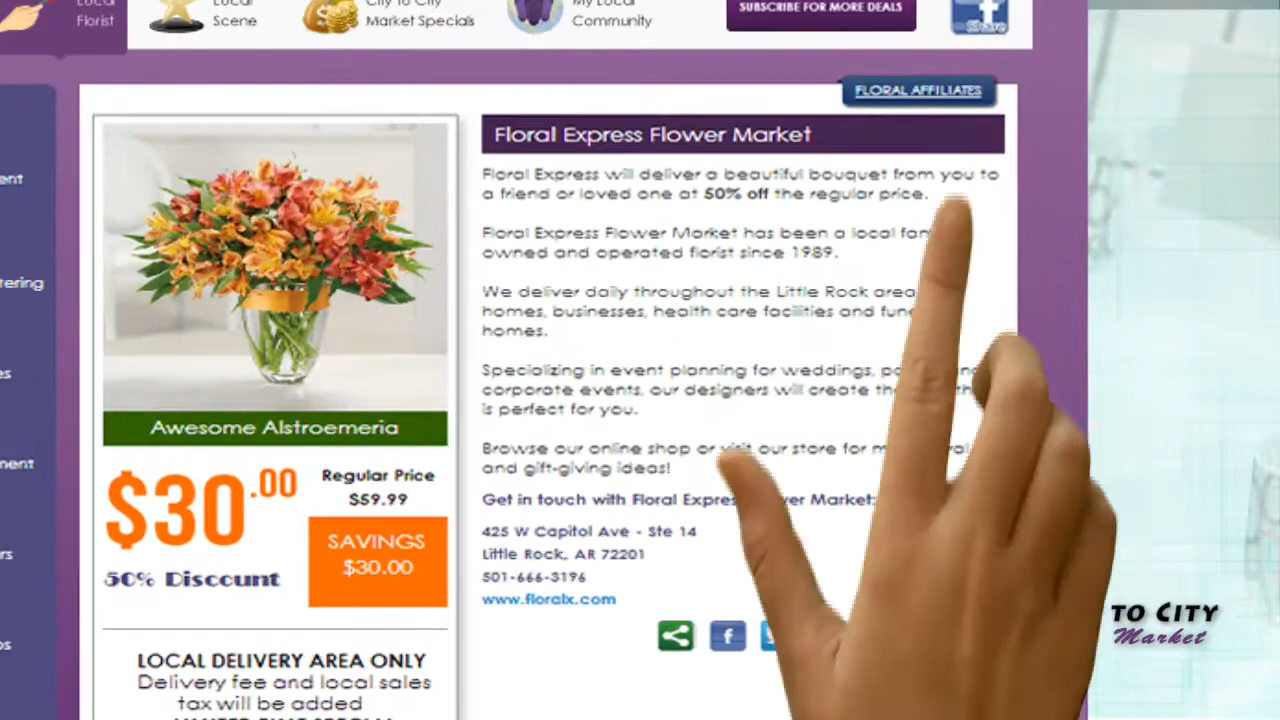 Local
Florist
Local
Scene
City to City
Market Specials
My Local
Community
SUBSCRIBE FOR MORE DEALS
f
Share
FLORAL AFFILIATES
Floral Express Flower Market
Floral Express will deliver a beautiful bouquet from you to
a friend or loved one at 50% off the regular price.
Floral Express Flower Market has been a local
owned and operated florist since 1989.
We deliver daily throughout the Little Rock area
homes, businesses, health care facilities and
homes.
Specializing in event planning for weddings,
corporate events, our designers will create
is perfect for you.
Browse our online shop or visit our store for
and gift-giving ideas!
Get in touch with Floral Express Flower Market:
425 W Capitol Ave - Ste 14
Little Rock, AR 72201
501-666-3196
www.floralx.com
f
Awesome Alstroemeria
$30.00
Regular Price
$59.99
SAVINGS
$30.00
50% Discount
LOCAL DELIVERY AREA ONLY
Delivery fee and local sales
tax will be added
TO CITY
Market